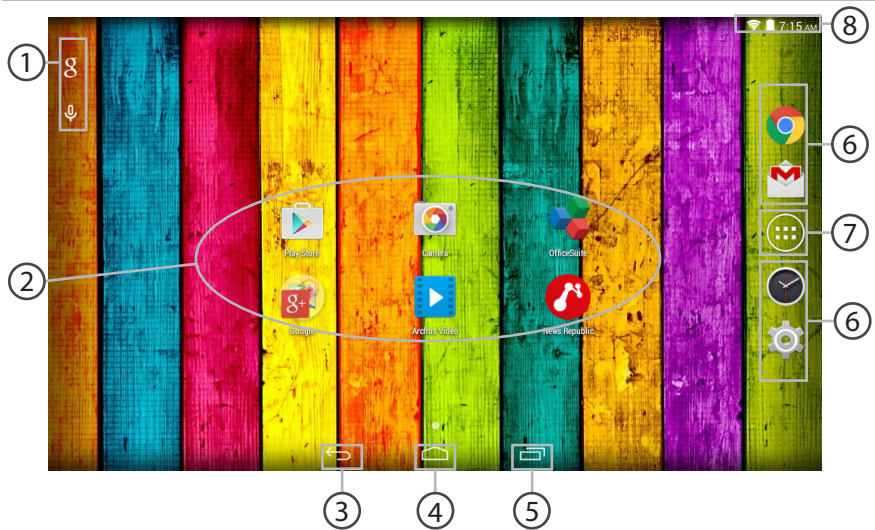 8
7:15 AM
1
g
6
Play Store
Camera
OfficeSuite
7
2
g+
Google
Archos Video
News Republic
6
3
4
5